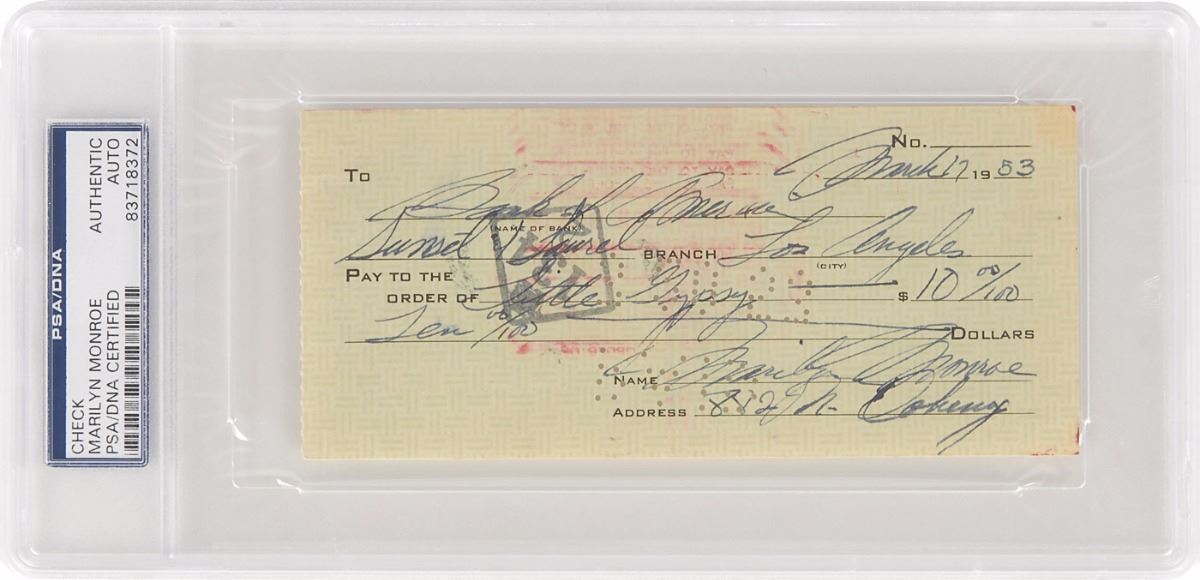 PSA/DNA
CHECK AUTHENTIC
MARILYN MONROE AUTO
PSA/DNA CERTIFIED 83718372
No.
March 17 1953
To
Bank of America
(NAME OF BANK)
Sunset & Laurel BRANCH Los Angeles
(CITY)
PAY TO THE
ORDER OF Little Gypsy $ 10 00/100
Ten 00/100 DOLLARS
NAME Marilyn Monroe
ADDRESS 882 N. Doheny